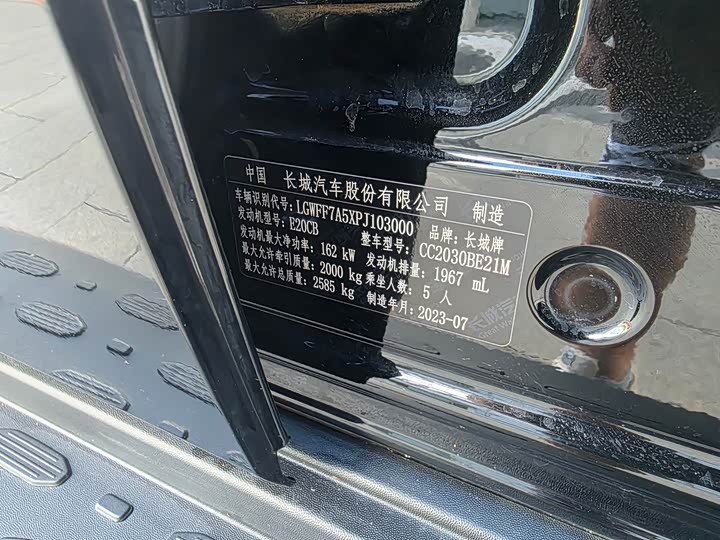 中国 长城汽车股份有限公司 制造
车辆识别代号: LGWFF7A5XPJ103000 品牌: 长城牌
发动机型号: E20CB 整车型号: CC2030BE21M
发动机最大净功率: 162 kW 发动机排量: 1967 mL
最大允许牵引质量: 2000 kg 乘坐人数: 5 人
最大允许总质量: 2585 kg 制造年月: 2023-07
长城汽